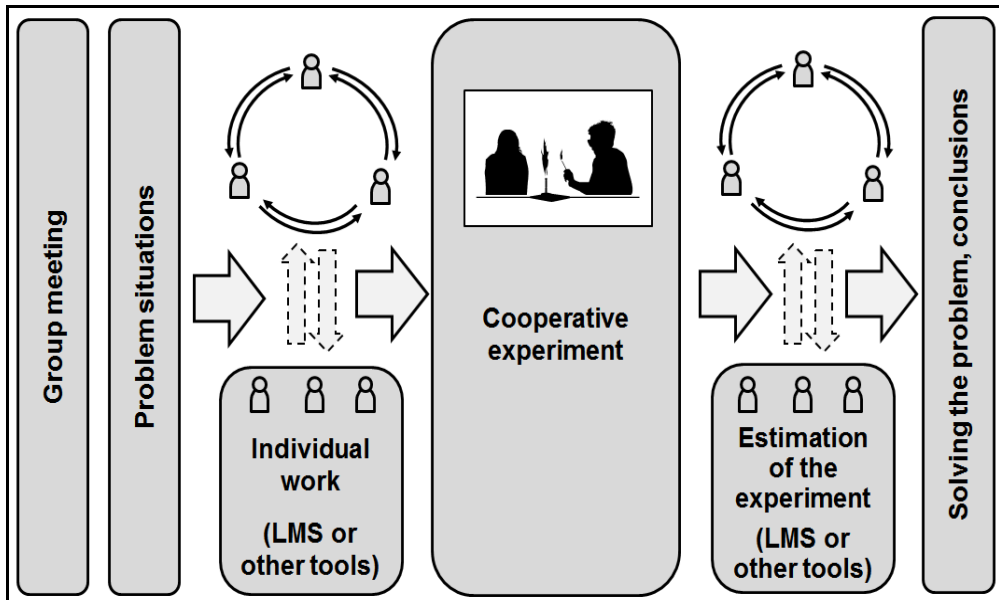 Group meeting
Problem situations
Individual
work
(LMS or
other tools)
Cooperative
experiment
Estimation
of the
experiment
(LMS or
other tools)
Solving the problem, conclusions